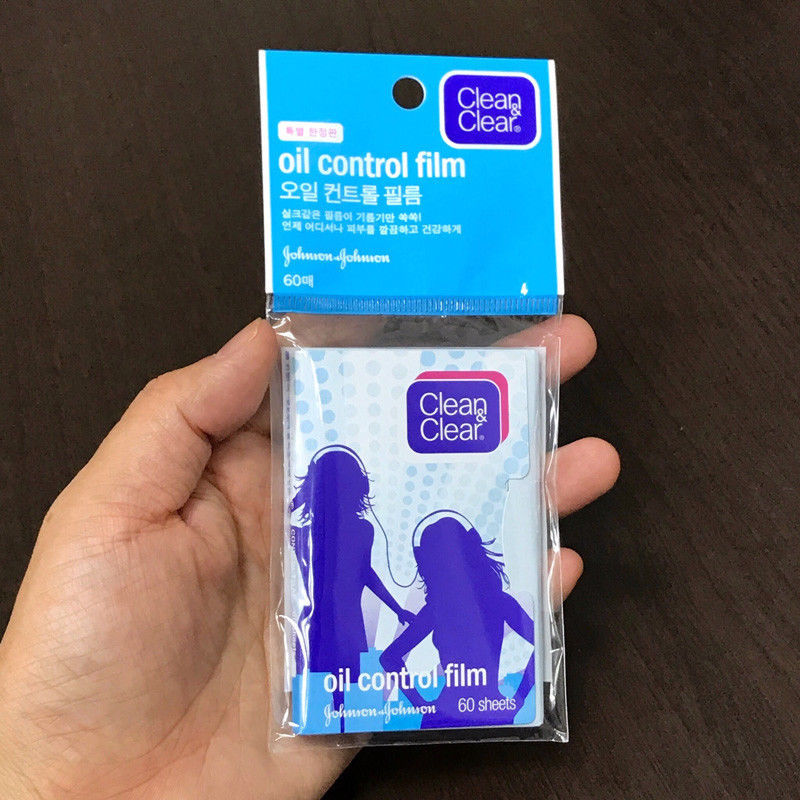 Clean
&
Clear®
특별 한정판
oil control film
오일 컨트롤 필름
실크같은 필름이 기름기만 쏙쏙!
언제 어디서나 피부를 깔끔하고 건강하게
Johnson & Johnson
60매
Clean
&
Clear®
oil control film
Johnson & Johnson
60 sheets